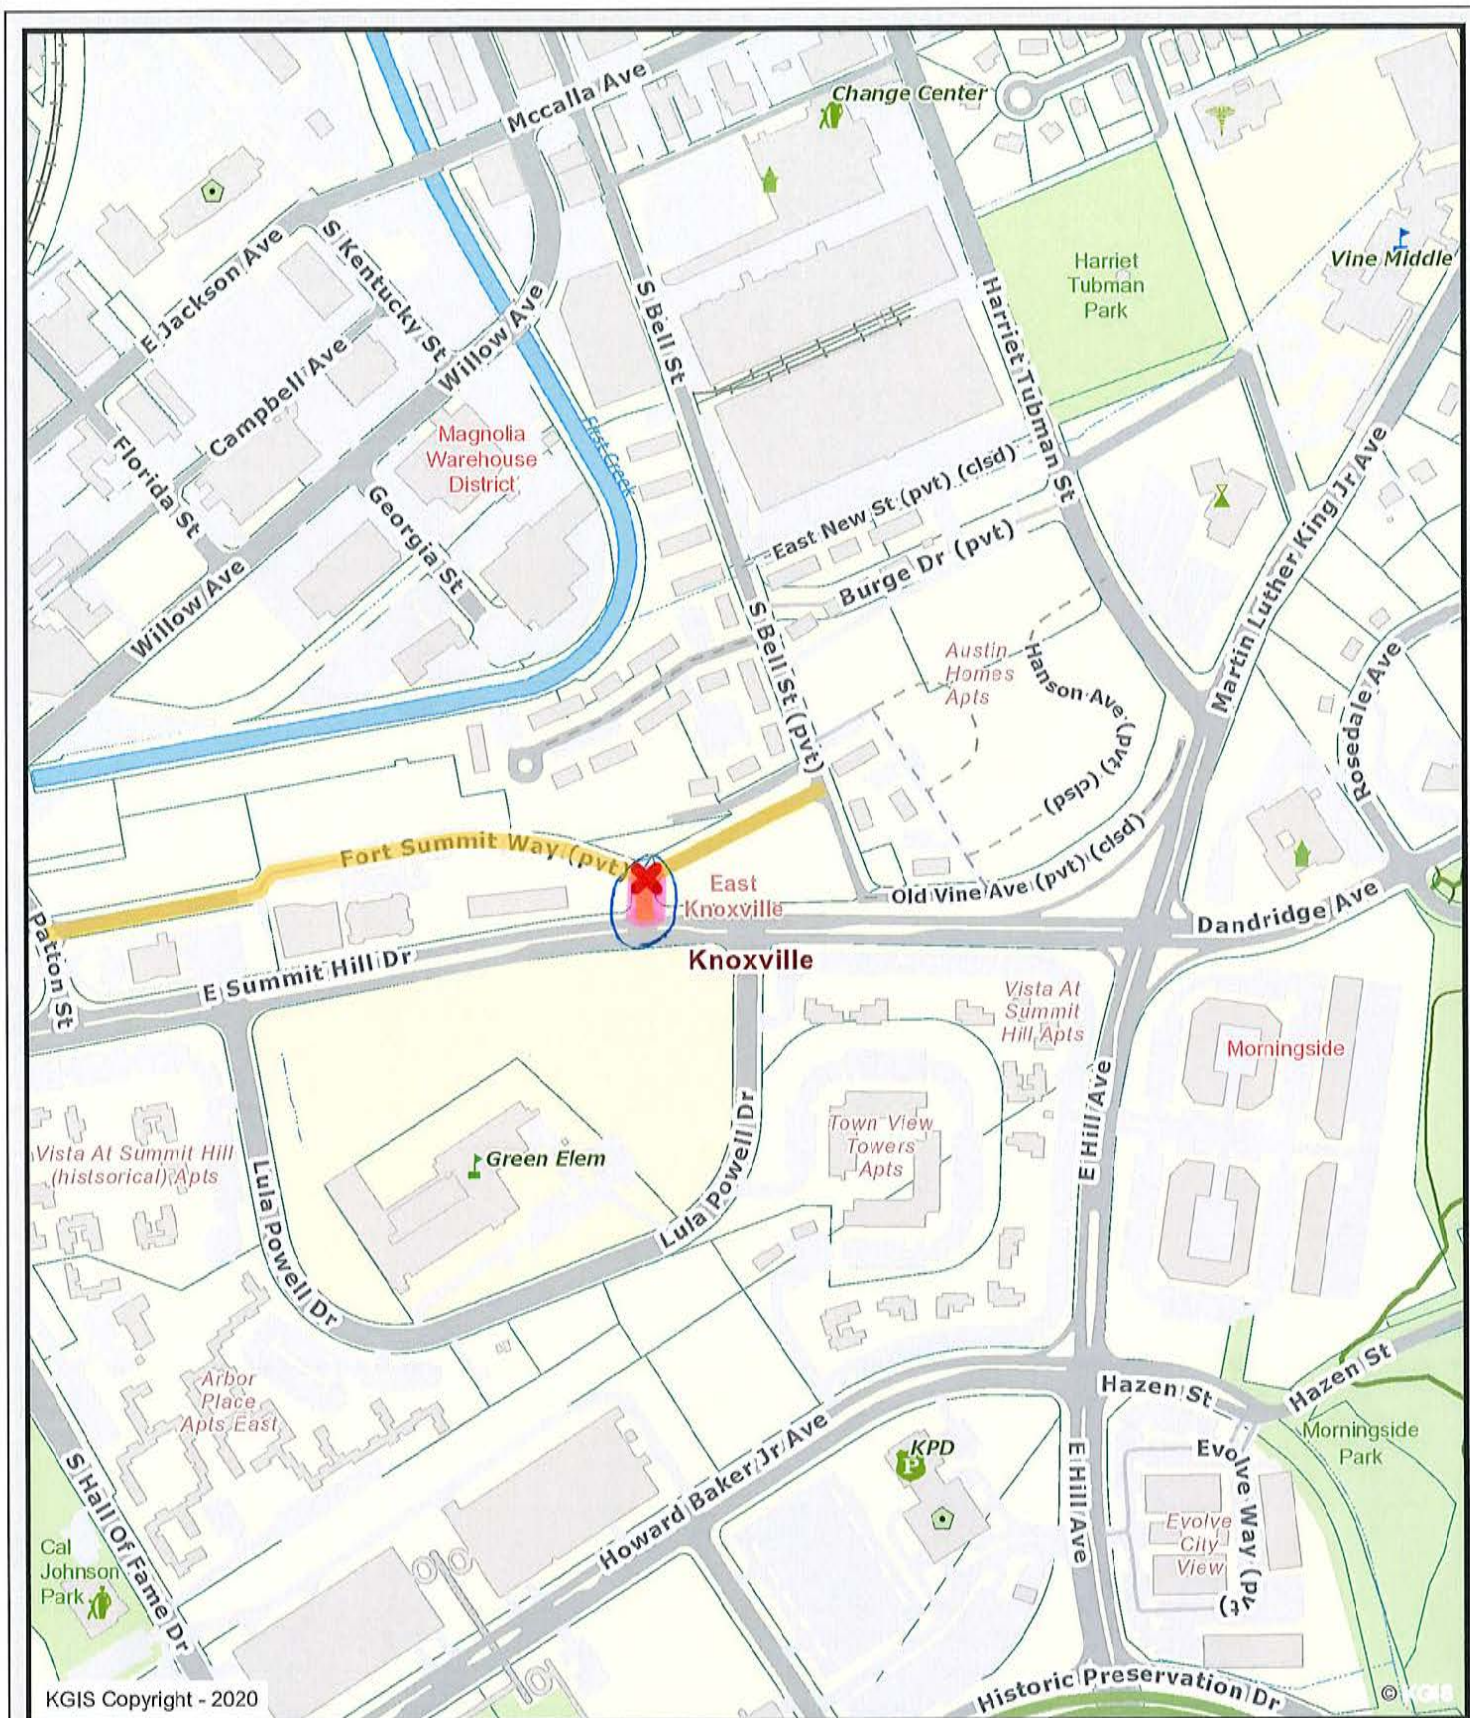 Mccalla Ave
Change Center
E Jackson Ave
S Kentucky St
Willow Ave
Campbell Ave
Florida St
Georgia St
Willow Ave
Magnolia
Warehouse
District
First Creek
S Bell St
Harriet Tubman St
Harriet
Tubman
Park
Vine Middle
East New St (pvt) (clsd)
Burge Dr (pvt)
S Bell St (pvt)
Austin
Homes
Apts
Hanson Ave (pvt) (clsd)
Martin Luther King Jr Ave
Rosedale Ave
Fort Summit Way (pvt)
East
Knoxville
Old Vine Ave (pvt) (clsd)
Dandridge Ave
Patton St
E Summit Hill Dr
Knoxville
Vista At
Summit
Hill Apts
Morningside
E Hill Ave
Vista At Summit Hill
(histsorical) Apts
Green Elem
Lula Powell Dr
Lula Powell Dr
Lula Powell Dr
Town View
Towers
Apts
Arbor
Place
Apts East
Hazen St
Hazen St
Morningside
Park
S Hall Of Fame Dr
Howard Baker Jr Ave
KPD
P
E Hill Ave
Evolve Way (pvt)
Evolve
City
View
Cal
Johnson
Park
Historic Preservation Dr
KGIS Copyright - 2020
© KGIS